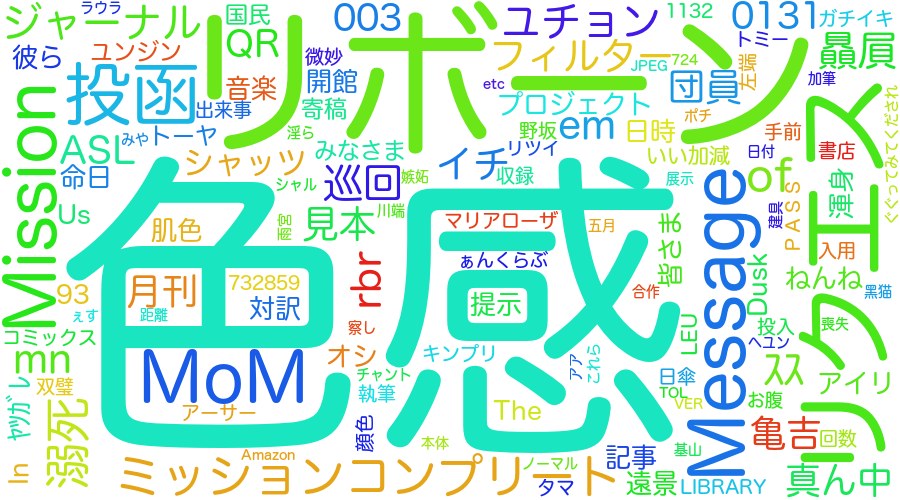 ジャーナル
ラウラ
国民
003
ユチョン
1132
0131
ガチイキ
彼ら
ユンジン
QR
微妙
リボーン
フィルター
JPEG
724
トミー
左端
贔屓
投函
音楽
開館
etc
団員
加筆
出来事
寄稿
プロジェクト
ポチ
Mission
ASL
みや
トーヤ
淫ら
みなさま
野坂
em
日時
手前
シャッツ
イチ
リツイ
いい加減
日付
書店
エス
ぐぐってみてくだされ
命日
シャル
巡回
嫉妬
収録
展示
of
Us
肌色
雨宮
見本
川端
マリアローザ
五月
皆さま
建具
PASS
渾身
入用
93
月刊
732859
rbr
ぁんくらぶ
Message
Dusk
ねんね
色感
対訳
提示
合作
黒猫
えす
距離
コミックス
察し
LEU
投入
喪失
リクエス
mn
MoM
オシ
キンプリ
アア
これら
ヘユン
スス
ヤツガレ
双璧
チャント
執筆
日傘
TOL
お腹
アイリ
溺死
アーサー
The
VER
顔色
本体
亀吉
回数
In
Amazon
ミッションコンプリート
ノーマル
タマ
記事
基山
遠景
LIBRARY
真ん中